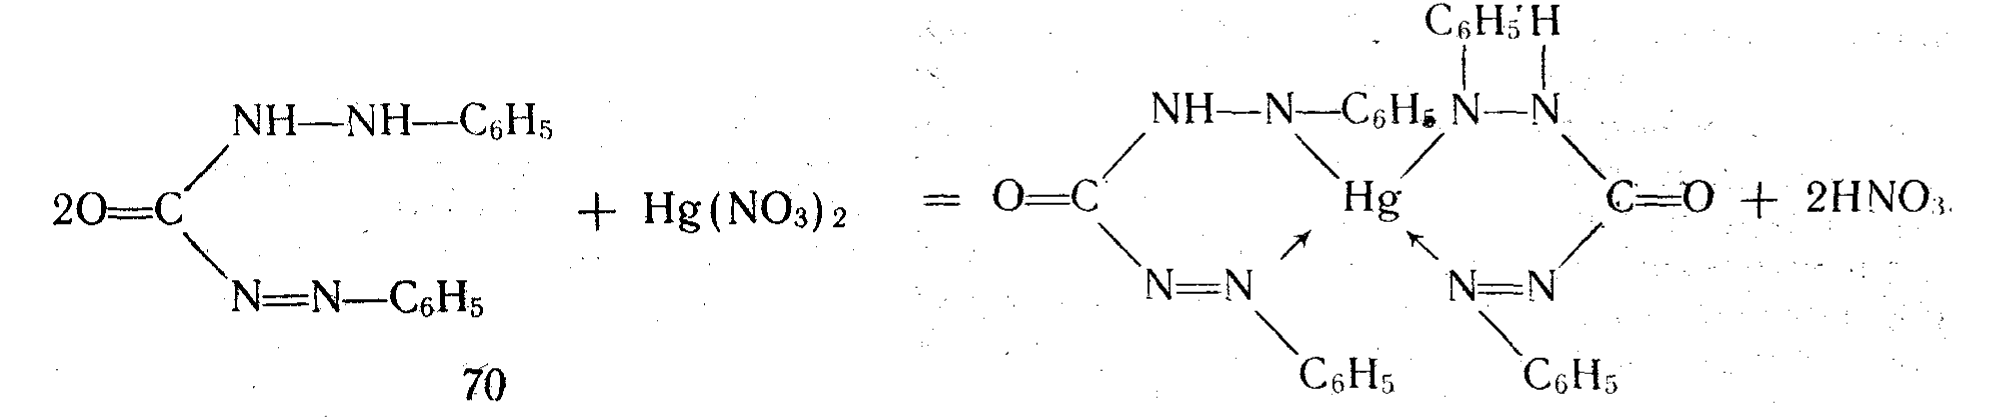 C₆H₅ H
NH—NH—C₆H₅ NH—N—C₆H₅ N—N
2O=C + Hg(NO₃)₂ = O=C Hg C=O + 2HNO₃.
N=N—C₆H₅ N=N N=N
70 C₆H₅ C₆H₅